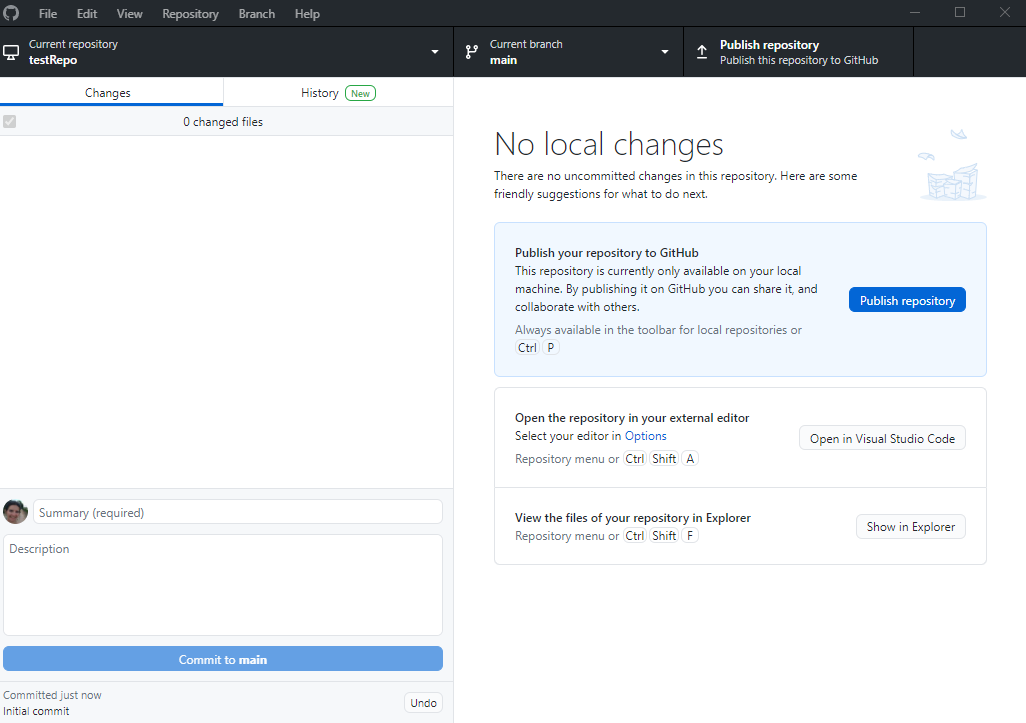 File Edit View Repository Branch Help
Current repository
testRepo
Current branch
main
Publish repository
Publish this repository to GitHub
Changes
History New
0 changed files
No local changes
There are no uncommitted changes in this repository. Here are some
friendly suggestions for what to do next.
Publish your repository to GitHub
This repository is currently only available on your local
machine. By publishing it on GitHub you can share it, and
collaborate with others.
Always available in the toolbar for local repositories or
Ctrl P
Publish repository
Open the repository in your external editor
Select your editor in Options
Repository menu or Ctrl Shift A
Open in Visual Studio Code
View the files of your repository in Explorer
Repository menu or Ctrl Shift F
Show in Explorer
Summary (required)
Description
Commit to main
Committed just now
Initial commit
Undo